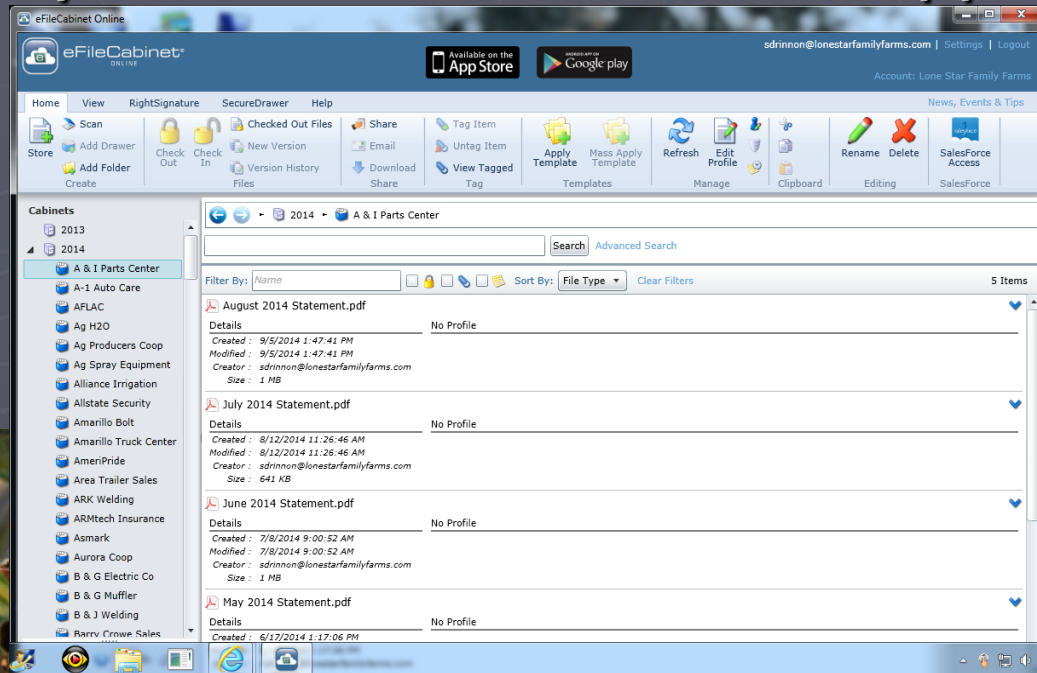 eFileCabinet Online
eFileCabinet
ONLINE
Available on the
App Store
ANDROID APP ON
Google play
sdrinnon@lonestarfamilyfarms.com | Settings | Logout
Account: Lone Star Family Farms
Home View RightSignature SecureDrawer Help
News, Events & Tips
Store
Scan
Add Drawer
Add Folder
Create
Check Out
Check In
Checked Out Files
New Version
Version History
Files
Share
Email
Download
Share
Tag Item
Untag Item
View Tagged
Tag
Apply Template
Mass Apply Template
Templates
Refresh
Edit Profile
Manage
Clipboard
Rename
Delete
Editing
salesforce
SalesForce Access
SalesForce
Cabinets
2013
2014
A & I Parts Center
A-1 Auto Care
AFLAC
Ag H2O
Ag Producers Coop
Ag Spray Equipment
Alliance Irrigation
Allstate Security
Amarillo Bolt
Amarillo Truck Center
AmeriPride
Area Trailer Sales
ARK Welding
ARMtech Insurance
Asmark
Aurora Coop
B & G Electric Co
B & G Muffler
B & J Welding
Barry Crowe Sales
2014 A & I Parts Center
Search Advanced Search
Filter By: Name Sort By: File Type Clear Filters 5 Items
August 2014 Statement.pdf
Details No Profile
Created : 9/5/2014 1:47:41 PM
Modified : 9/5/2014 1:47:41 PM
Creator : sdrinnon@lonestarfamilyfarms.com
Size : 1 MB
July 2014 Statement.pdf
Details No Profile
Created : 8/12/2014 11:26:46 AM
Modified : 8/12/2014 11:26:46 AM
Creator : sdrinnon@lonestarfamilyfarms.com
Size : 641 KB
June 2014 Statement.pdf
Details No Profile
Created : 7/8/2014 9:00:52 AM
Modified : 7/8/2014 9:00:52 AM
Creator : sdrinnon@lonestarfamilyfarms.com
Size : 1 MB
May 2014 Statement.pdf
Details No Profile
Created : 6/17/2014 1:17:06 PM